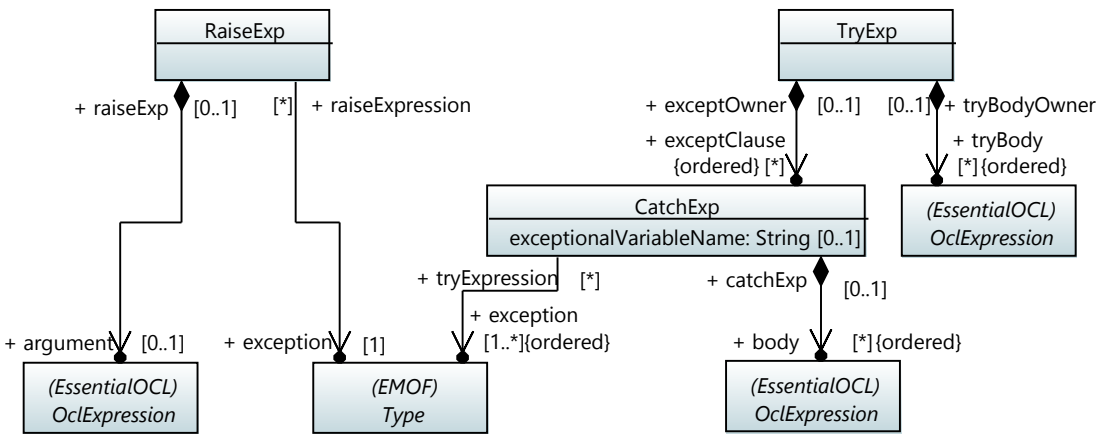 RaiseExp
TryExp
+ raiseExp
[0..1]
[*]
+ raiseExpression
+ exceptOwner
[0..1]
[0..1]
+ tryBodyOwner
+ exceptClause
{ordered} [*]
+ tryBody
[*]{ordered}
CatchExp
exceptionalVariableName: String [0..1]
(EssentialOCL)
OclExpression
+ tryExpression
[*]
+ catchExp
[0..1]
+ exception
[1..*]{ordered}
+ argument
[0..1]
+ exception
[1]
+ body
[*]{ordered}
(EssentialOCL)
OclExpression
(EMOF)
Type
(EssentialOCL)
OclExpression